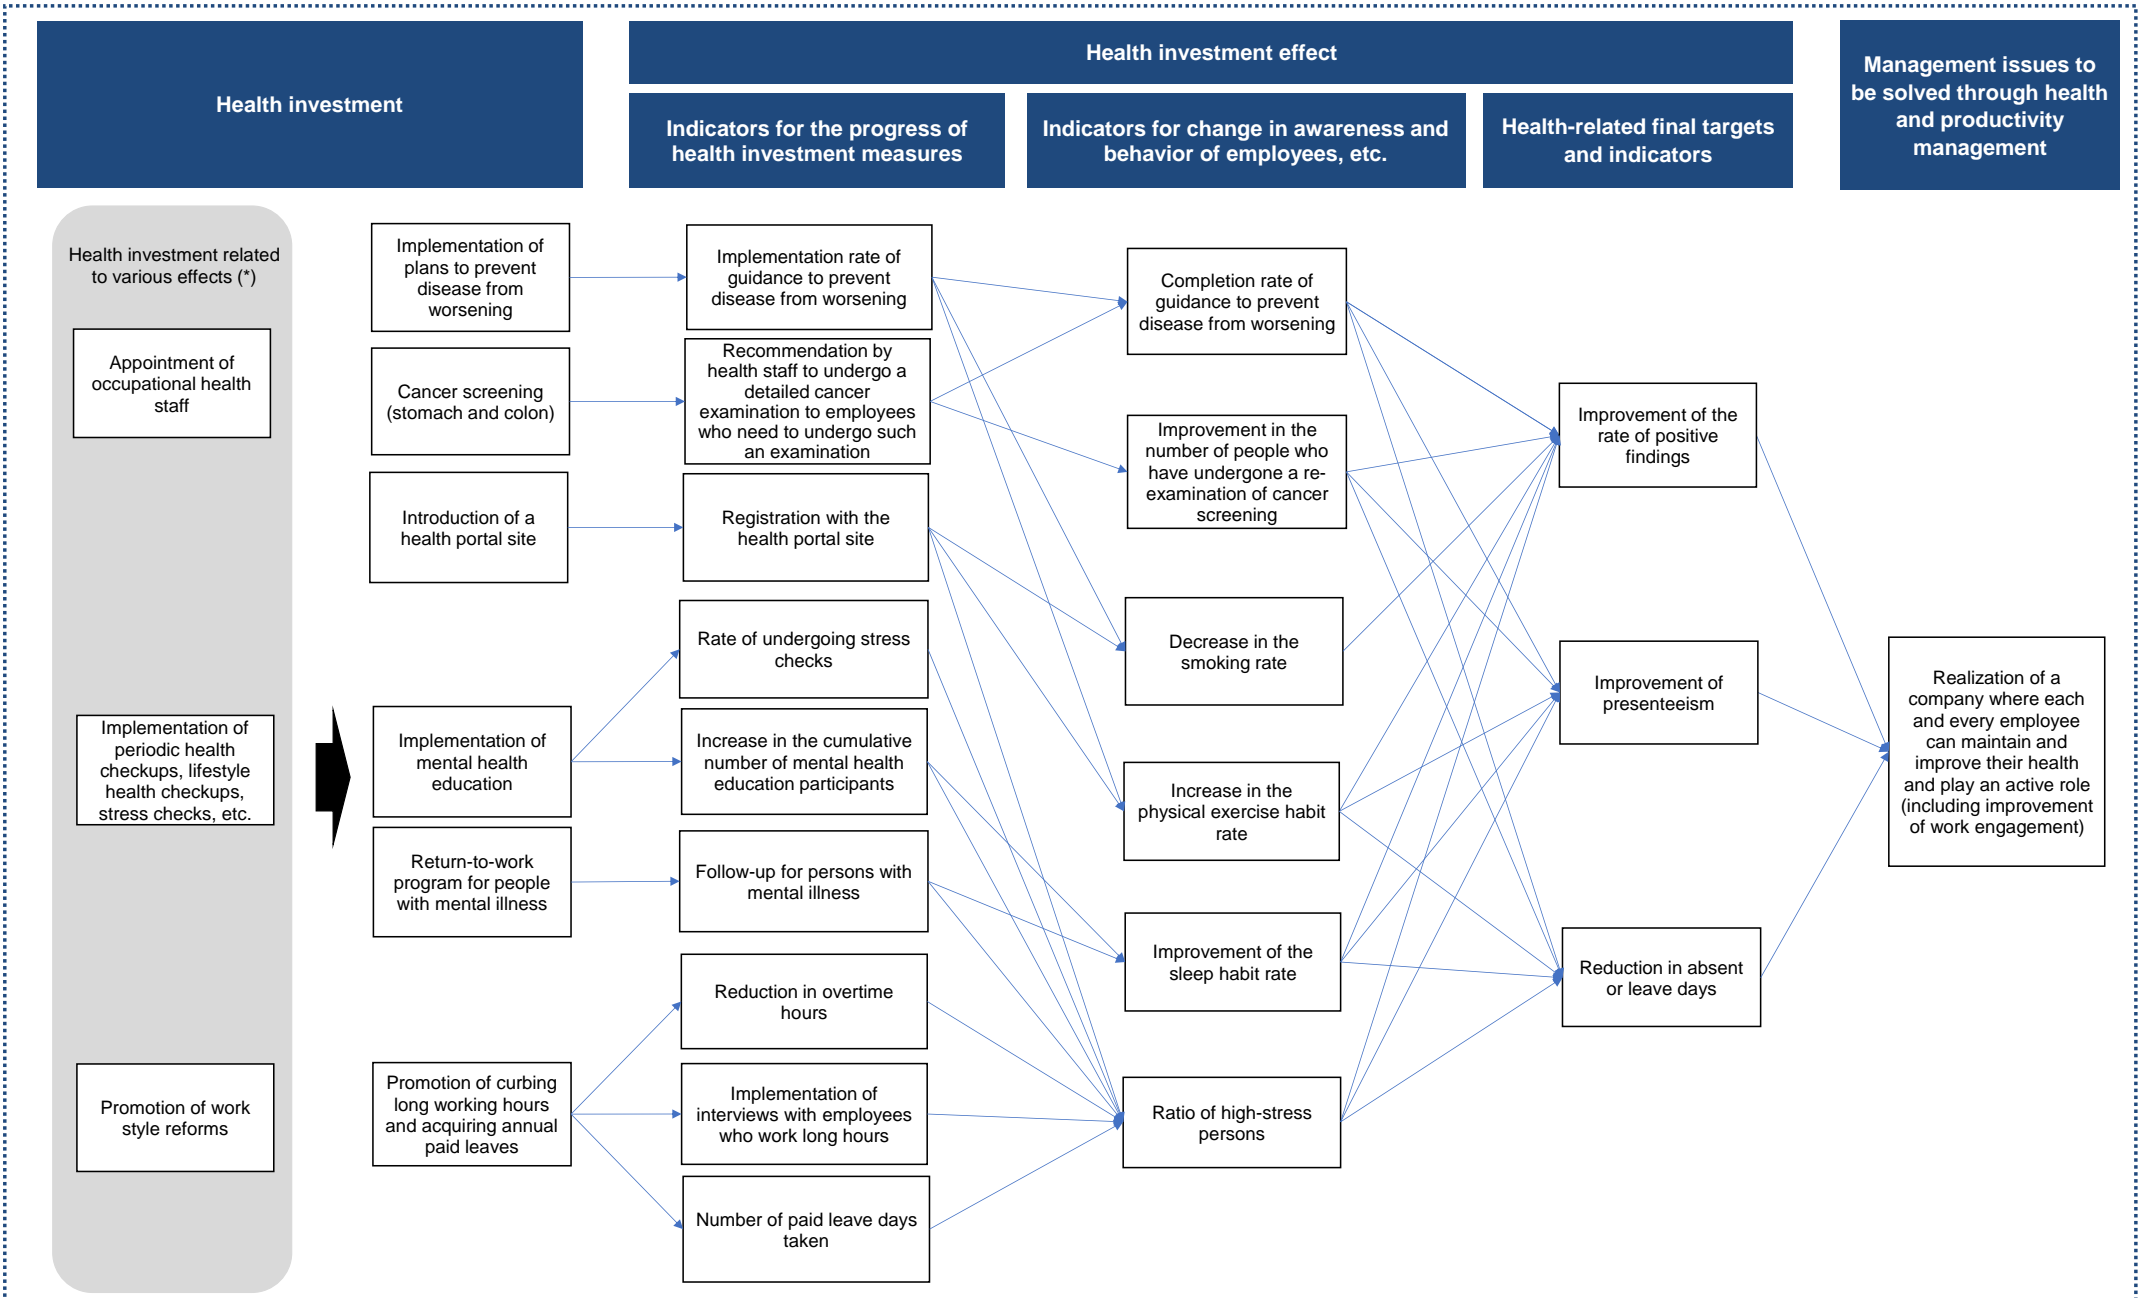 Health investment
Health investment effect
Management issues to
be solved through health
and productivity
management
Indicators for the progress of
health investment measures
Indicators for change in awareness and
behavior of employees, etc.
Health-related final targets
and indicators
Health investment related
to various effects (*)
Appointment of
occupational health
staff
Implementation of
periodic health
checkups, lifestyle
health checkups,
stress checks, etc.
Promotion of work
style reforms
Implementation of
plans to prevent
disease from
worsening
Cancer screening
(stomach and colon)
Introduction of a
health portal site
Implementation of
mental health
education
Return-to-work
program for people
with mental illness
Promotion of curbing
long working hours
and acquiring annual
paid leaves
Implementation rate of
guidance to prevent
disease from worsening
Recommendation by
health staff to undergo a
detailed cancer
examination to employees
who need to undergo such
an examination
Registration with the
health portal site
Rate of undergoing stress
checks
Increase in the cumulative
number of mental health
education participants
Follow-up for persons with
mental illness
Reduction in overtime
hours
Implementation of
interviews with employees
who work long hours
Number of paid leave days
taken
Completion rate of
guidance to prevent
disease from worsening
Improvement in the
number of people who
have undergone a re-
examination of cancer
screening
Decrease in the
smoking rate
Increase in the
physical exercise habit
rate
Improvement of the
sleep habit rate
Ratio of high-stress
persons
Improvement of the
rate of positive
findings
Improvement of
presenteeism
Reduction in absent
or leave days
Realization of a
company where each
and every employee
can maintain and
improve their health
and play an active role
(including improvement
of work engagement)